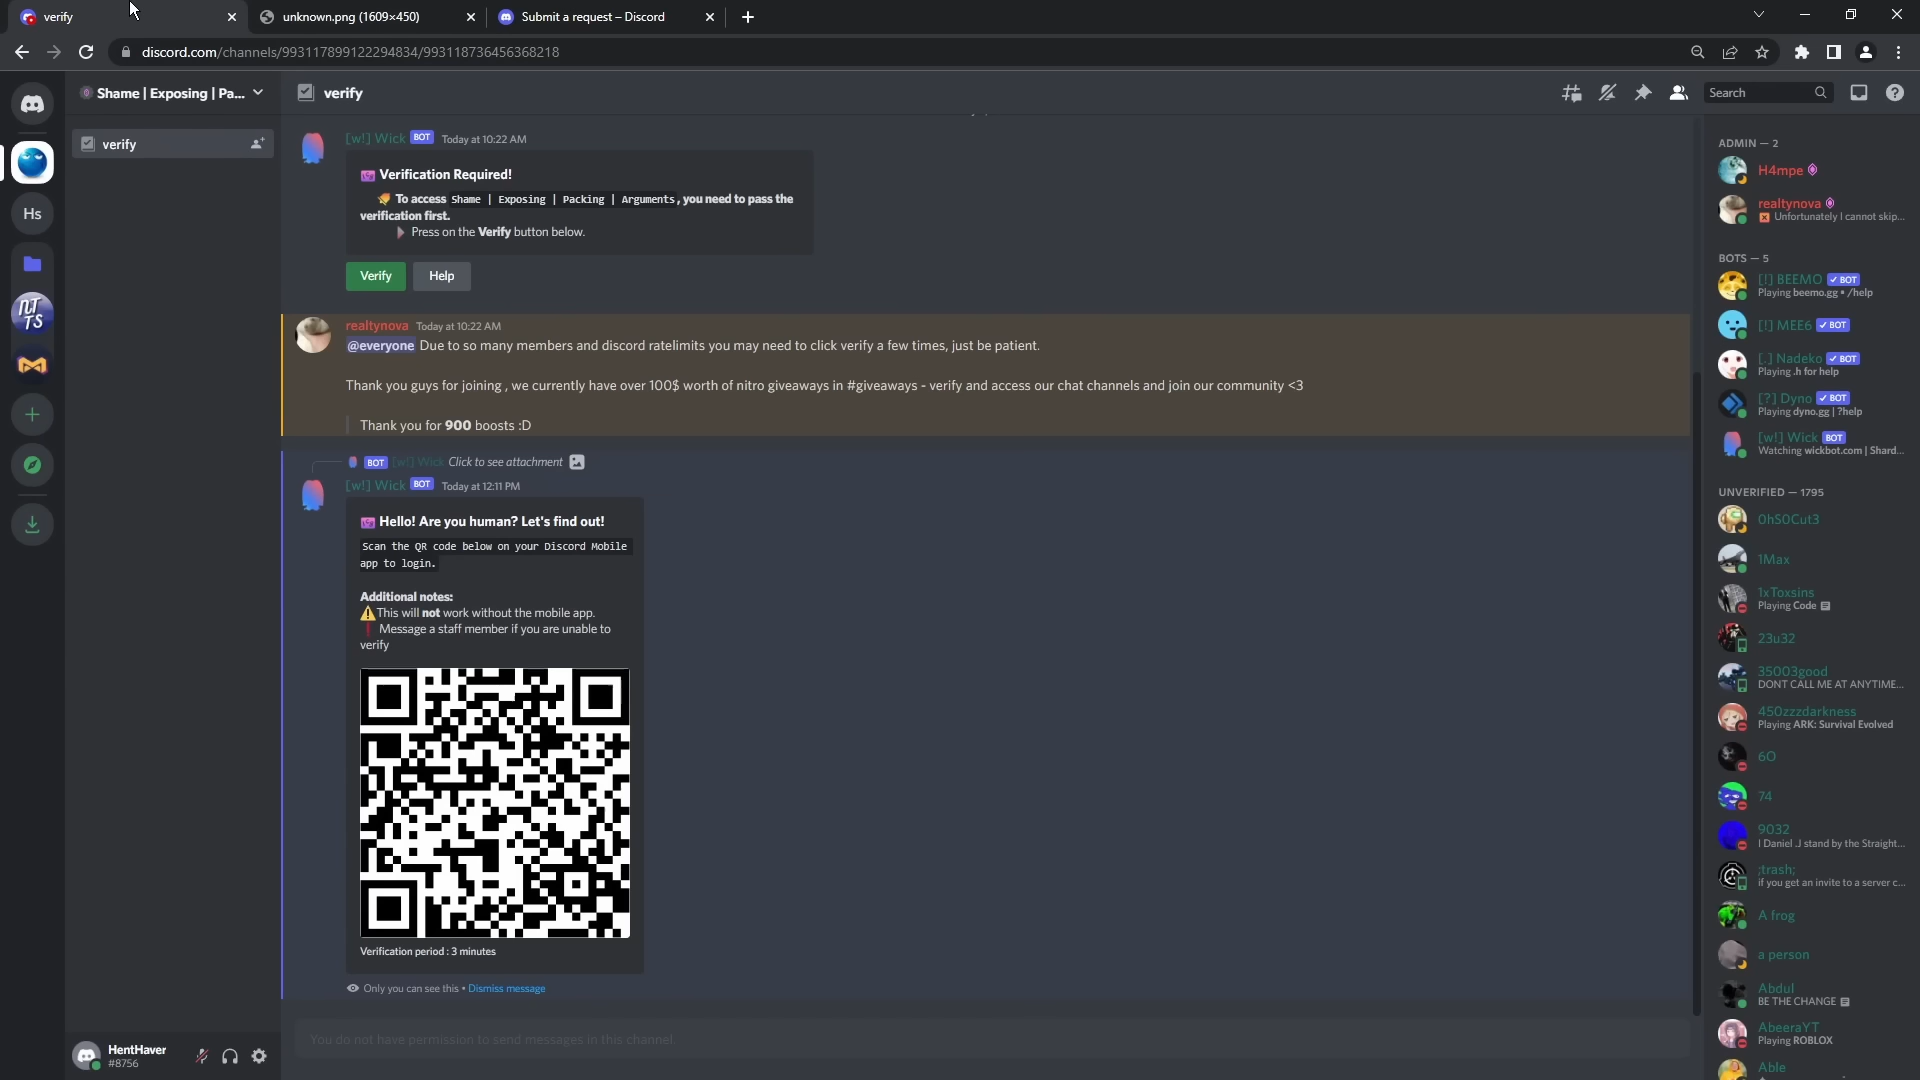 verify
unknown.png (1609×450)
Submit a request – Discord
discord.com/channels/993117899122294834/993118736456368218
Shame | Exposing | Pa...
verify
Search
Hs
verify
[w!] Wick BOT Today at 10:22 AM
Verification Required!
To access Shame | Exposing | Packing | Arguments, you need to pass the
verification first.
Press on the Verify button below.
Verify Help
realtynova Today at 10:22 AM
@everyone Due to so many members and discord ratelimits you may need to click verify a few times, just be patient.
Thank you guys for joining , we currently have over 100$ worth of nitro giveaways in #giveaways - verify and access our chat channels and join our community <3
Thank you for 900 boosts :D
BOT [w!] Wick Click to see attachment
[w!] Wick BOT Today at 12:11 PM
Hello! Are you human? Let's find out!
Scan the QR code below on your Discord Mobile
app to login.
Additional notes:
This will not work without the mobile app.
Message a staff member if you are unable to
verify
Verification period : 3 minutes
Only you can see this • Dismiss message
You do not have permission to send messages in this channel
HentHaver
#8756
ADMIN — 2
H4mpe
realtynova
Unfortunately I cannot skip...
BOTS — 5
[!] BEEMO BOT
Playing beemo.gg • /help
[!] MEE6 BOT
[.] Nadeko BOT
Playing .h for help
[?] Dyno BOT
Playing dyno.gg | ?help
[w!] Wick BOT
Watching wickbot.com | Shard...
UNVERIFIED — 1795
0hS0Cut3
1Max
1xToxsins
Playing Code
23u32
35003good
DONT CALL ME AT ANYTIME...
450zzzdarkness
Playing ARK: Survival Evolved
6O
74
9032
I Daniel .J stand by the Straight...
;trash;
if you get an invite to a server c...
A frog
a person
Abdul
BE THE CHANGE
AbeeraYT
Playing ROBLOX
Able